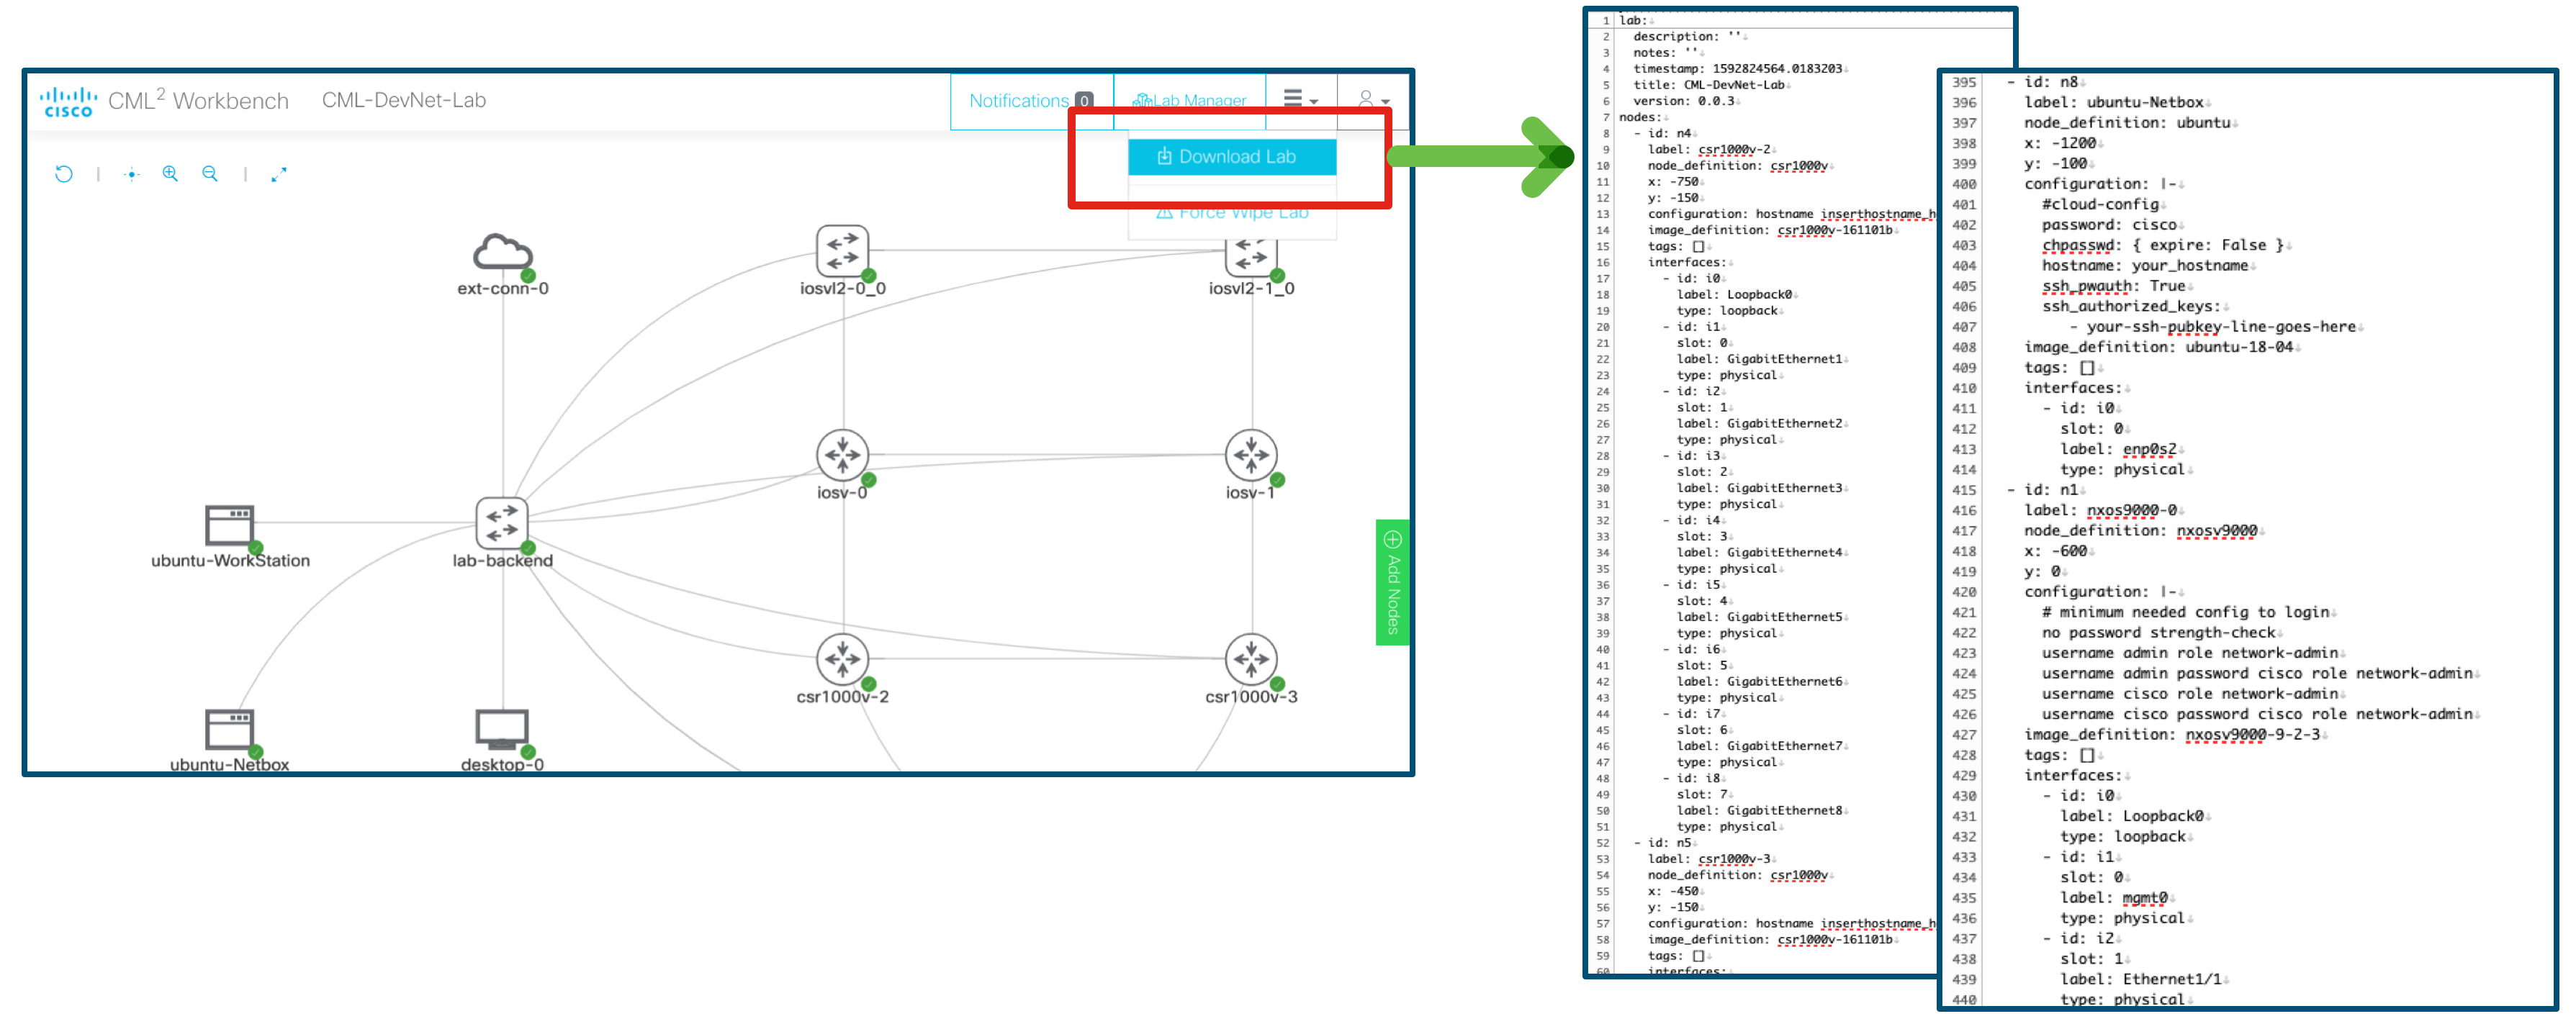 CISCO
CML2 Workbench
CML-DevNet-Lab
Notifications 0
Lab Manager
Download Lab
Force Wipe Lab
ext-conn-0
iosvl2-0_0
iosvl2-1_0
iosv-0
iosv-1
ubuntu-WorkStation
lab-backend
Add Nodes
csr1000v-2
csr1000v-3
ubuntu-Netbox
desktop-0
1 lab:
2 description: ''
3 notes: ''
4 timestamp: 1592824564.0183203
5 title: CML-DevNet-Lab
6 version: 0.0.3
7 nodes:
8 - id: n4
9 label: csr1000v-2
10 node_definition: csr1000v
11 x: -750
12 y: -150
13 configuration: hostname inserthostname_h
14 image_definition: csr1000v-161101b
15 tags: []
16 interfaces:
17 - id: i0
18 label: Loopback0
19 type: loopback
20 - id: i1
21 slot: 0
22 label: GigabitEthernet1
23 type: physical
24 - id: i2
25 slot: 1
26 label: GigabitEthernet2
27 type: physical
28 - id: i3
29 slot: 2
30 label: GigabitEthernet3
31 type: physical
32 - id: i4
33 slot: 3
34 label: GigabitEthernet4
35 type: physical
36 - id: i5
37 slot: 4
38 label: GigabitEthernet5
39 type: physical
40 - id: i6
41 slot: 5
42 label: GigabitEthernet6
43 type: physical
44 - id: i7
45 slot: 6
46 label: GigabitEthernet7
47 type: physical
48 - id: i8
49 slot: 7
50 label: GigabitEthernet8
51 type: physical
52 - id: n5
53 label: csr1000v-3
54 node_definition: csr1000v
55 x: -450
56 y: -150
57 configuration: hostname inserthostname_h
58 image_definition: csr1000v-161101b
59 tags: []
60 interfaces:
395 - id: n8
396 label: ubuntu-Netbox
397 node_definition: ubuntu
398 x: -1200
399 y: -100
400 configuration: |-
401 #cloud-config
402 password: cisco
403 chpasswd: { expire: False }
404 hostname: your_hostname
405 ssh_pwauth: True
406 ssh_authorized_keys:
407 - your-ssh-pubkey-line-goes-here
408 image_definition: ubuntu-18-04
409 tags: []
410 interfaces:
411 - id: i0
412 slot: 0
413 label: enp0s2
414 type: physical
415 - id: n1
416 label: nxos9000-0
417 node_definition: nxosv9000
418 x: -600
419 y: 0
420 configuration: |-
421 # minimum needed config to login
422 no password strength-check
423 username admin role network-admin
424 username admin password cisco role network-admin
425 username cisco role network-admin
426 username cisco password cisco role network-admin
427 image_definition: nxosv9000-9-2-3
428 tags: []
429 interfaces:
430 - id: i0
431 label: Loopback0
432 type: loopback
433 - id: i1
434 slot: 0
435 label: mgmt0
436 type: physical
437 - id: i2
438 slot: 1
439 label: Ethernet1/1
440 type: physical